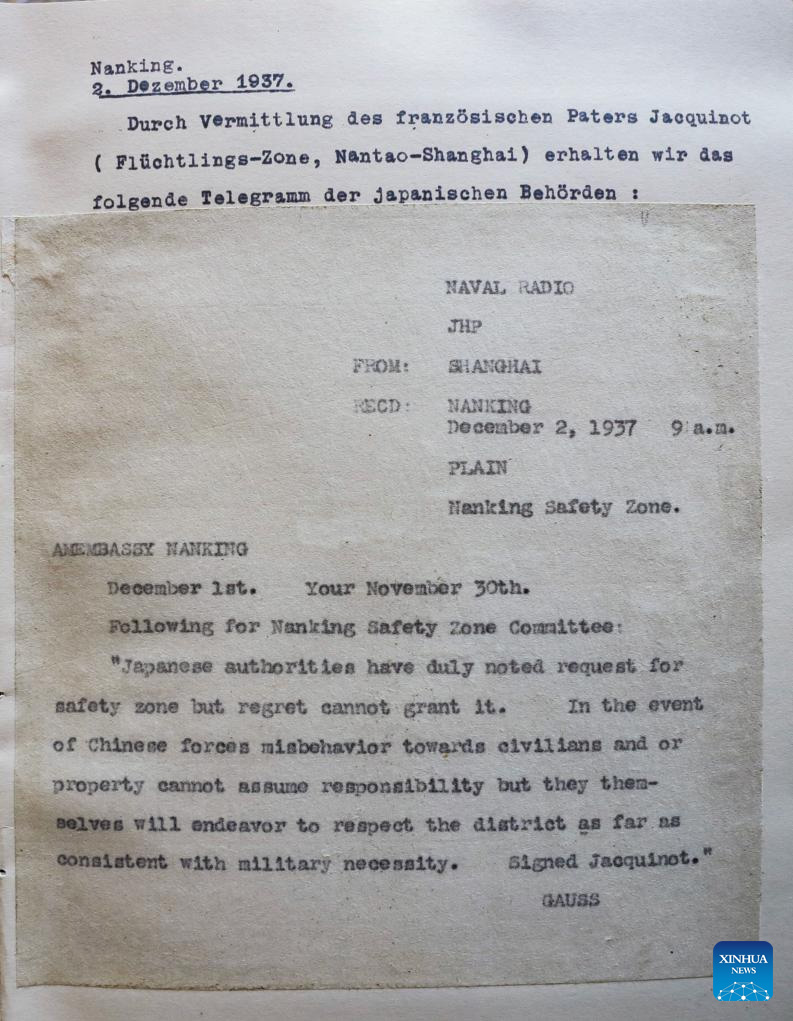 Nanking.
2. Dezember 1937.
Durch Vermittlung des französischen Paters Jacquinot
( Flüchtlings-Zone, Nantao-Shanghai) erhalten wir das
folgende Telegramm der japanischen Behörden :
NAVAL RADIO
JHP
FROM: SHANGHAI
RECD: NANKING
December 2, 1937 9 a.m.
PLAIN
Nanking Safety Zone.
AMEMBASSY NANKING
December 1st. Your November 30th.
Following for Nanking Safety Zone Committee:
"Japanese authorities have duly noted request for
safety zone but regret cannot grant it. In the event
of Chinese forces misbehavior towards civilians and or
property cannot assume responsibility but they them-
selves will endeavor to respect the district as far as
consistent with military necessity. Signed Jacquinot."
GAUSS
XINHUA
NEWS